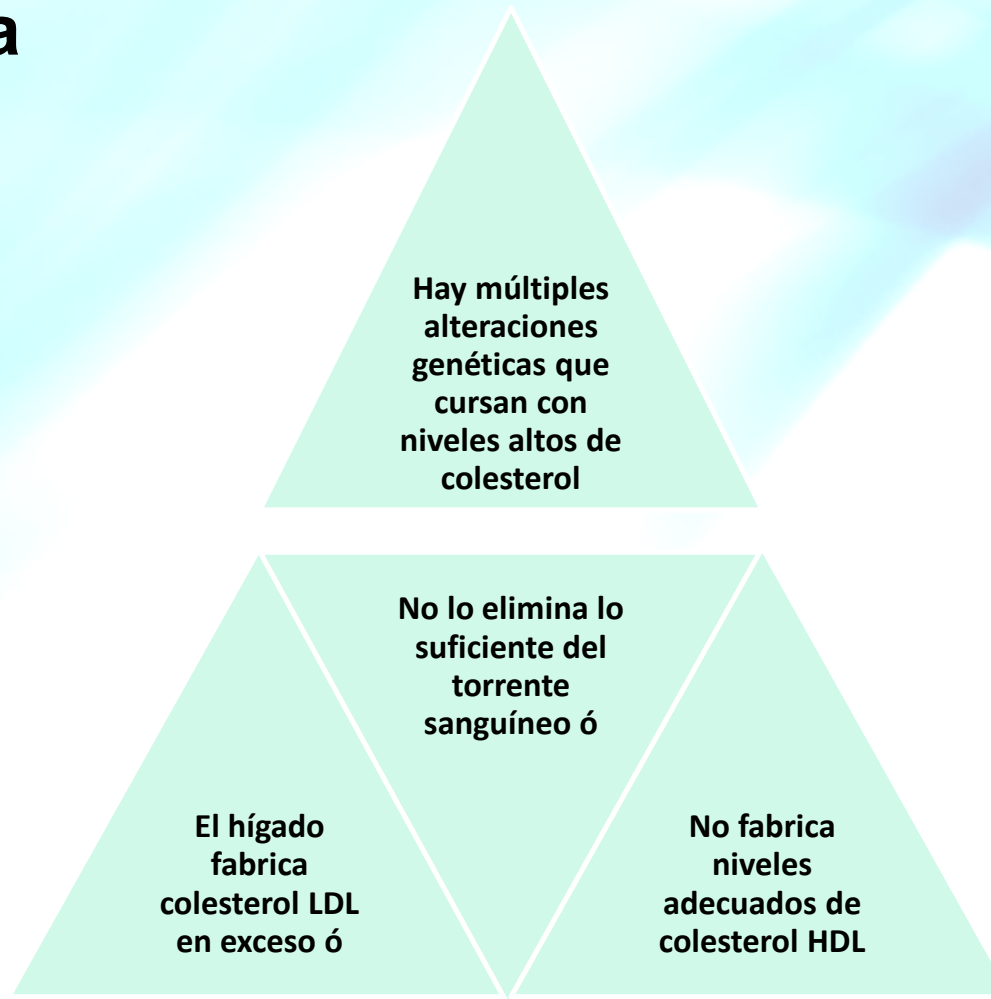 a
Hay múltiples
alteraciones
genéticas que
cursan con
niveles altos de
colesterol
El hígado
fabrica
colesterol LDL
en exceso ó
No lo elimina lo
suficiente del
torrente
sanguíneo ó
No fabrica
niveles
adecuados de
colesterol HDL